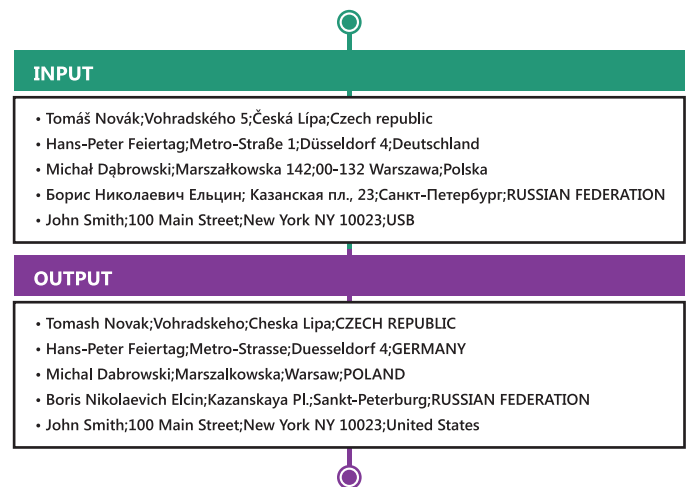 INPUT
• Tomáš Novák;Vohradského 5;Česká Lípa;Czech republic
• Hans-Peter Feiertag;Metro-Straße 1;Düsseldorf 4;Deutschland
• Michał Dąbrowski;Marszałkowska 142;00-132 Warszawa;Polska
• Борис Николаевич Ельцин; Казанская пл., 23;Санкт-Петербург;RUSSIAN FEDERATION
• John Smith;100 Main Street;New York NY 10023;USB
OUTPUT
• Tomash Novak;Vohradskeho;Cheska Lipa;CZECH REPUBLIC
• Hans-Peter Feiertag;Metro-Strasse;Duesseldorf 4;GERMANY
• Michal Dabrowski;Marszalkowska;Warsaw;POLAND
• Boris Nikolaevich Elcin;Kazanskaya Pl.;Sankt-Peterburg;RUSSIAN FEDERATION
• John Smith;100 Main Street;New York NY 10023;United States